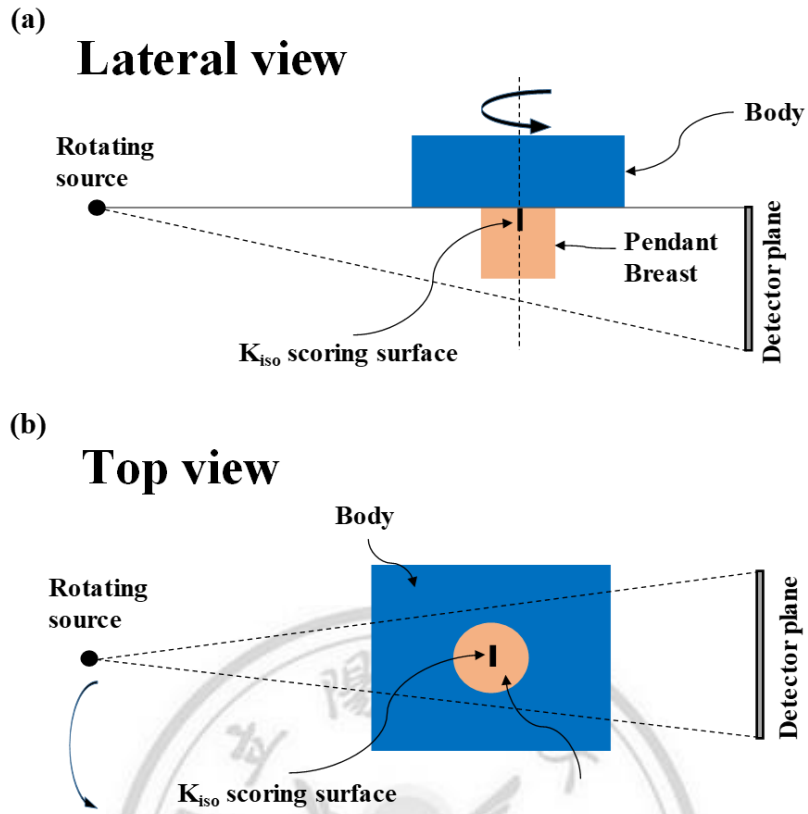 (a)
Lateral view
Rotating
source
Body
Pendant
Breast
Detector plane
Kiso scoring surface
(b)
Top view
Body
Rotating
source
Detector plane
Kiso scoring surface
陽